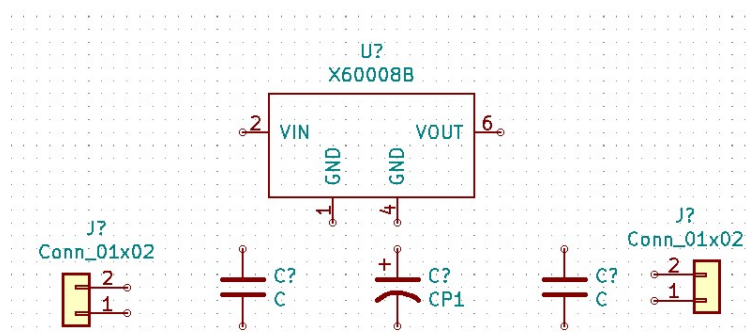 U?
X60008B
2 VIN VOUT 6
GND GND
1 4
J?
Conn_01x02
2
1
C?
C
+ C?
CP1
C?
C
J?
Conn_01x02
2
1